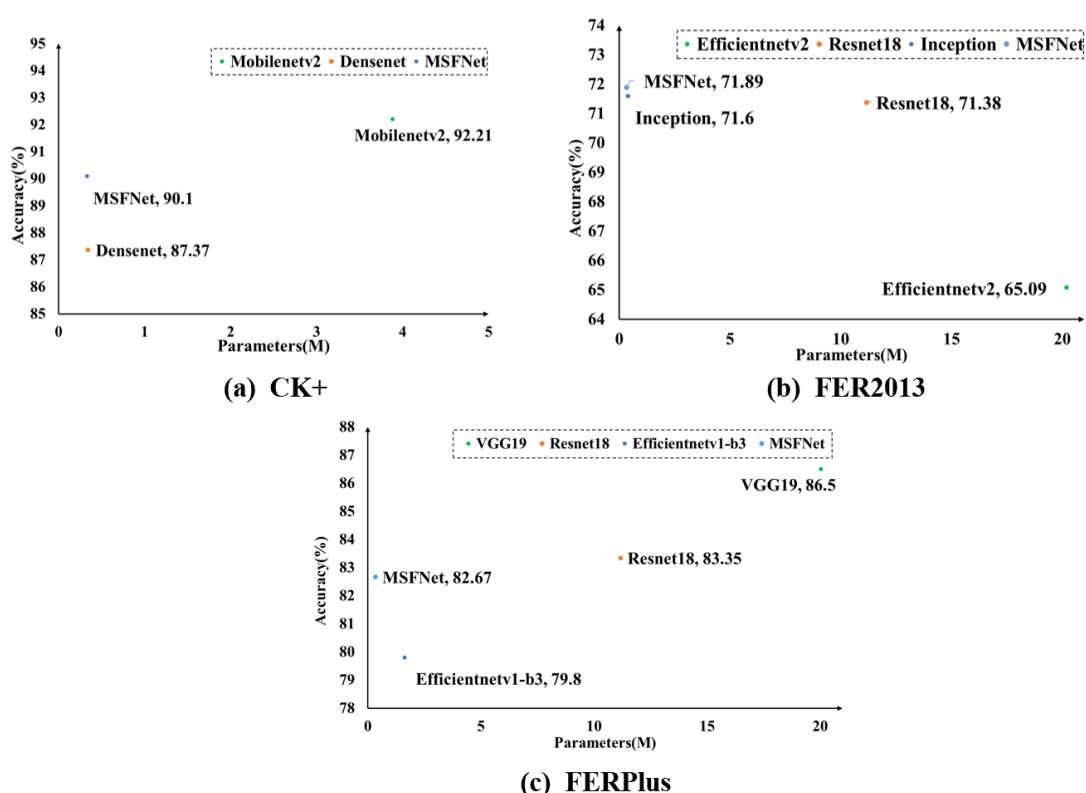 95
94
93
92
91
90
89
88
87
86
85
Accuracy(%)
Mobilenetv2 Densenet MSFNet
Mobilenetv2, 92.21
MSFNet, 90.1
Densenet, 87.37
0 1 2 3 4 5
Parameters(M)
(a) CK+
74
73
72
71
70
69
68
67
66
65
64
Accuracy(%)
Efficientnetv2 Resnet18 Inception MSFNet
MSFNet, 71.89
Resnet18, 71.38
Inception, 71.6
Efficientnetv2, 65.09
0 5 10 15 20
Parameters(M)
(b) FER2013
88
87
86
85
84
83
82
81
80
79
78
Accuracy(%)
VGG19 Resnet18 Efficientnetv1-b3 MSFNet
VGG19, 86.5
Resnet18, 83.35
MSFNet, 82.67
Efficientnetv1-b3, 79.8
0 5 10 15 20
Parameters(M)
(c) FERPlus